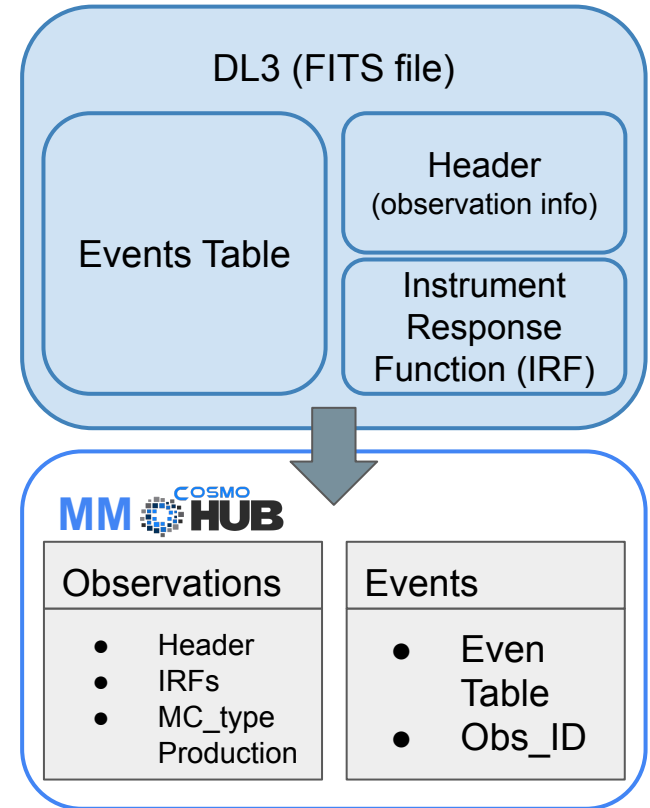 DL3 (FITS file)
Events Table
Header
(observation info)
Instrument
Response
Function (IRF)
MM COSMO HUB
Observations
● Header
● IRFs
● MC_type
Production
Events
● Even
Table
● Obs_ID